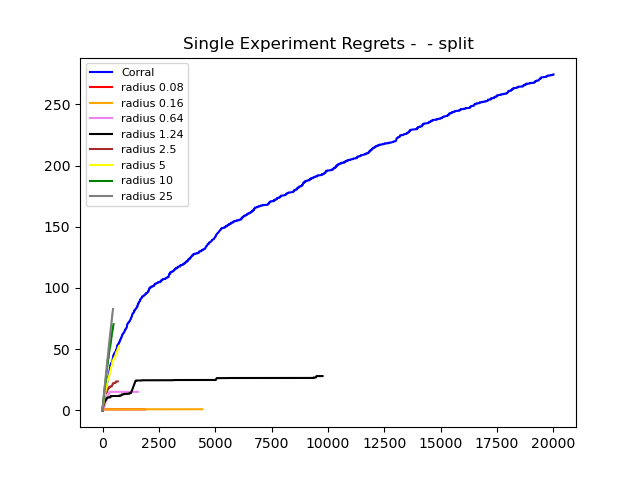 Single Experiment Regrets -  - split
Corral
radius 0.08
radius 0.16
radius 0.64
radius 1.24
radius 2.5
radius 5
radius 10
radius 25
250
200
150
100
50
0
0 2500 5000 7500 10000 12500 15000 17500 20000